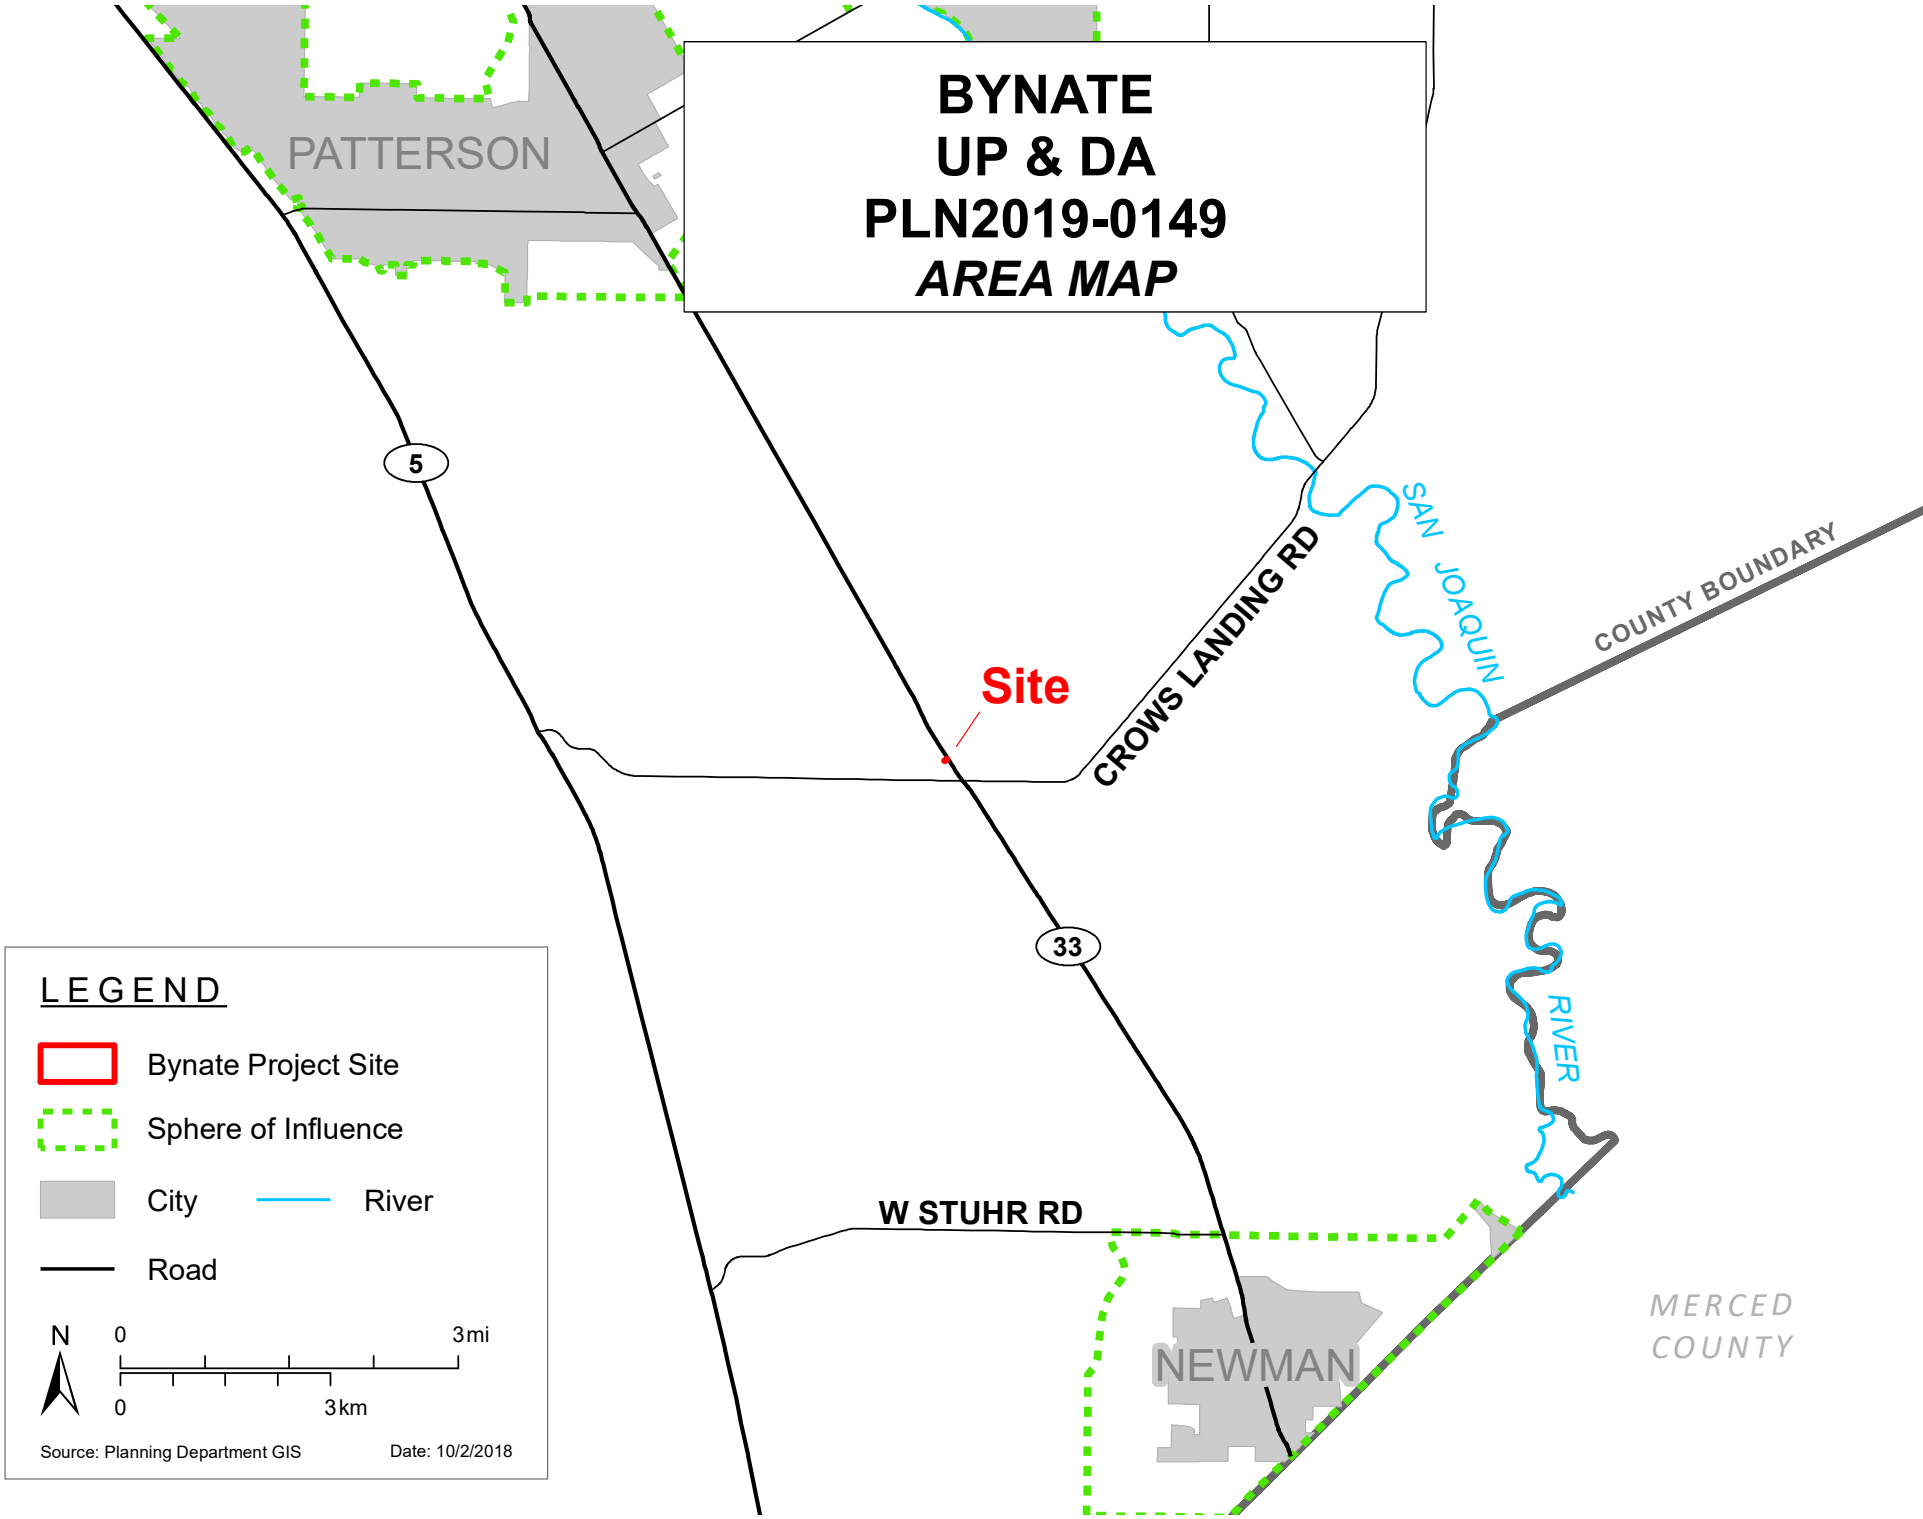 BYNATE
UP & DA
PLN2019-0149
AREA MAP
PATTERSON
5
SAN JOAQUIN
COUNTY BOUNDARY
CROWS LANDING RD
Site
33
RIVER
W STUHR RD
NEWMAN
MERCED
COUNTY
LEGEND
Bynate Project Site
Sphere of Influence
City River
Road
N 0 3mi
0 3km
Source: Planning Department GIS Date: 10/2/2018